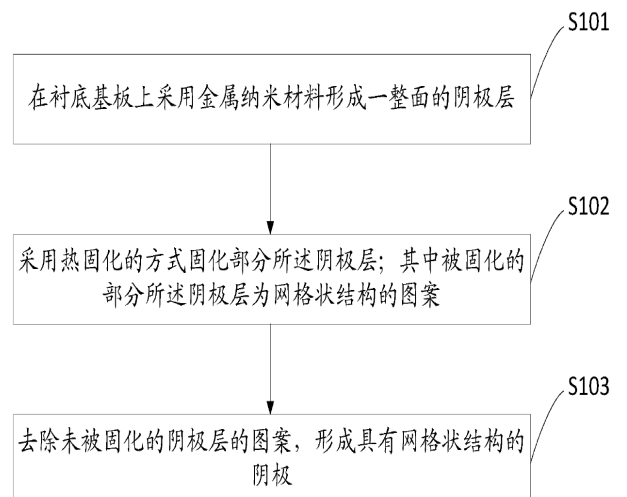 S101
在衬底基板上采用金属纳米材料形成一整面的阴极层
S102
采用热固化的方式固化部分所述阴极层；其中被固化的
部分所述阴极层为网格状结构的图案
S103
去除未被固化的阴极层的图案，形成具有网格状结构的
阴极